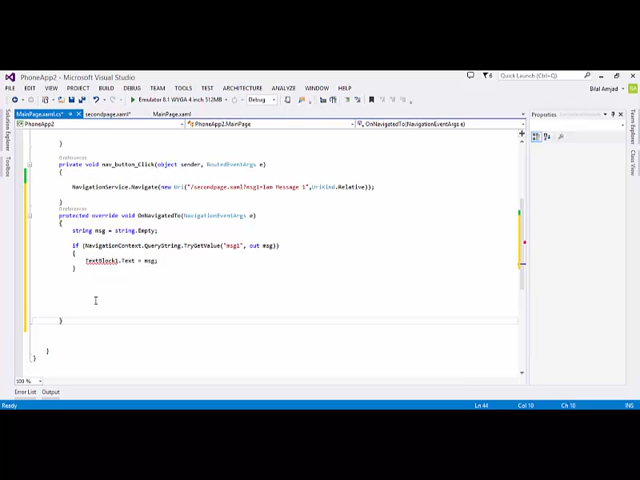 PhoneApp2 - Microsoft Visual Studio
Quick Launch (Ctrl+Q)
FILE EDIT VIEW PROJECT BUILD DEBUG TEAM TOOLS TEST ARCHITECTURE ANALYZE WINDOW HELP
Bilal Amjad
Emulator 8.1 WVGA 4 inch 512MB Debug
MainPage.xaml.cs* secondpage.xaml* MainPage.xaml
Properties
PhoneApp2 PhoneApp2.MainPage OnNavigatedTo(NavigationEventArgs e)
Toolbox
Team Explorer
Class View
}
0 references
private void nav_button_Click(object sender, RoutedEventArgs e)
{
NavigationService.Navigate(new Uri("/secondpage.xaml?msg1=Iam Message 1",UriKind.Relative));
}
0 references
protected override void OnNavigatedTo(NavigationEventArgs e)
{
string msg = string.Empty;
if (NavigationContext.QueryString.TryGetValue("msg1", out msg))
{
TextBlock1.Text = msg;
}
}
}
}
100 %
Error List Output
Ready Ln 44 Col 10 Ch 10 INS